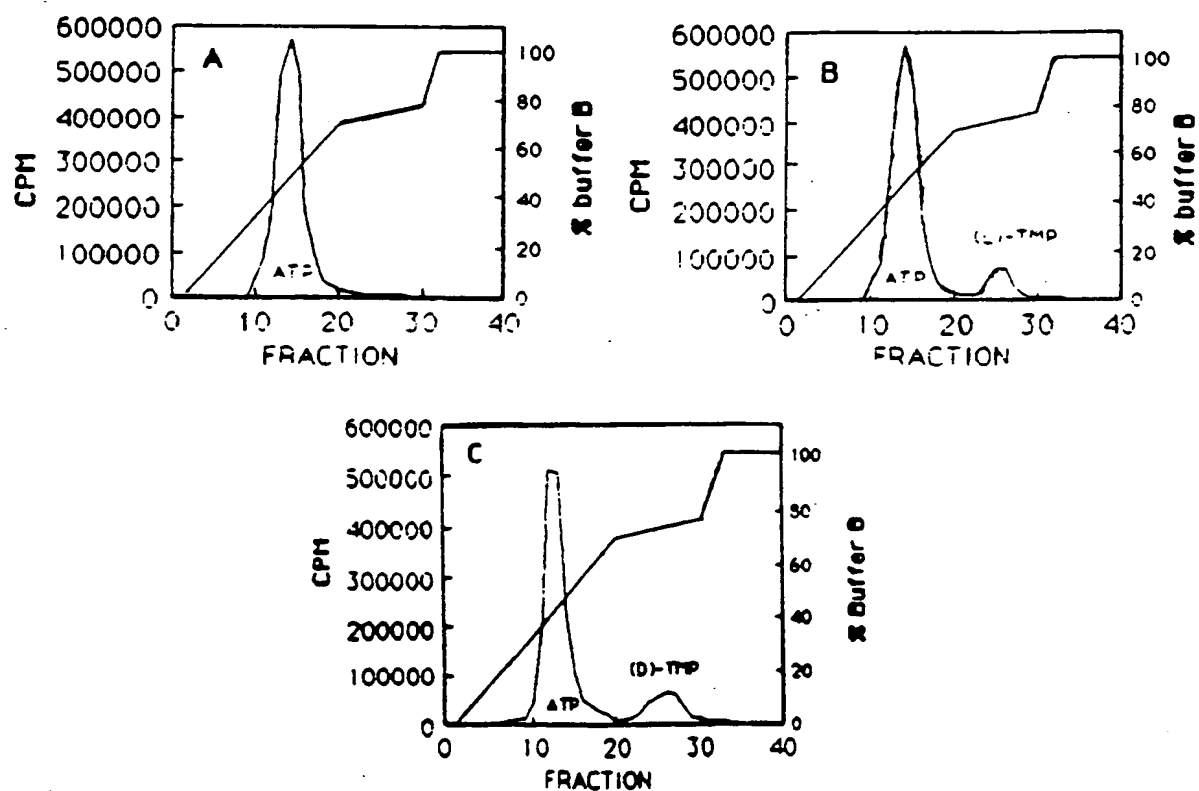 A
600000
500000
400000
300000
200000
100000
0
CPM
100
80
60
40
20
0
% buffer B
ATP
0 10 20 30 40
FRACTION
B
600000
500000
400000
300000
200000
100000
0
CPM
100
80
60
40
20
0
% buffer B
ATP
(L)-TMP
0 10 20 30 40
FRACTION
C
600000
500000
400000
300000
200000
100000
0
CPM
100
80
60
40
20
0
% Buffer B
ATP
(D)-TMP
0 10 20 30 40
FRACTION